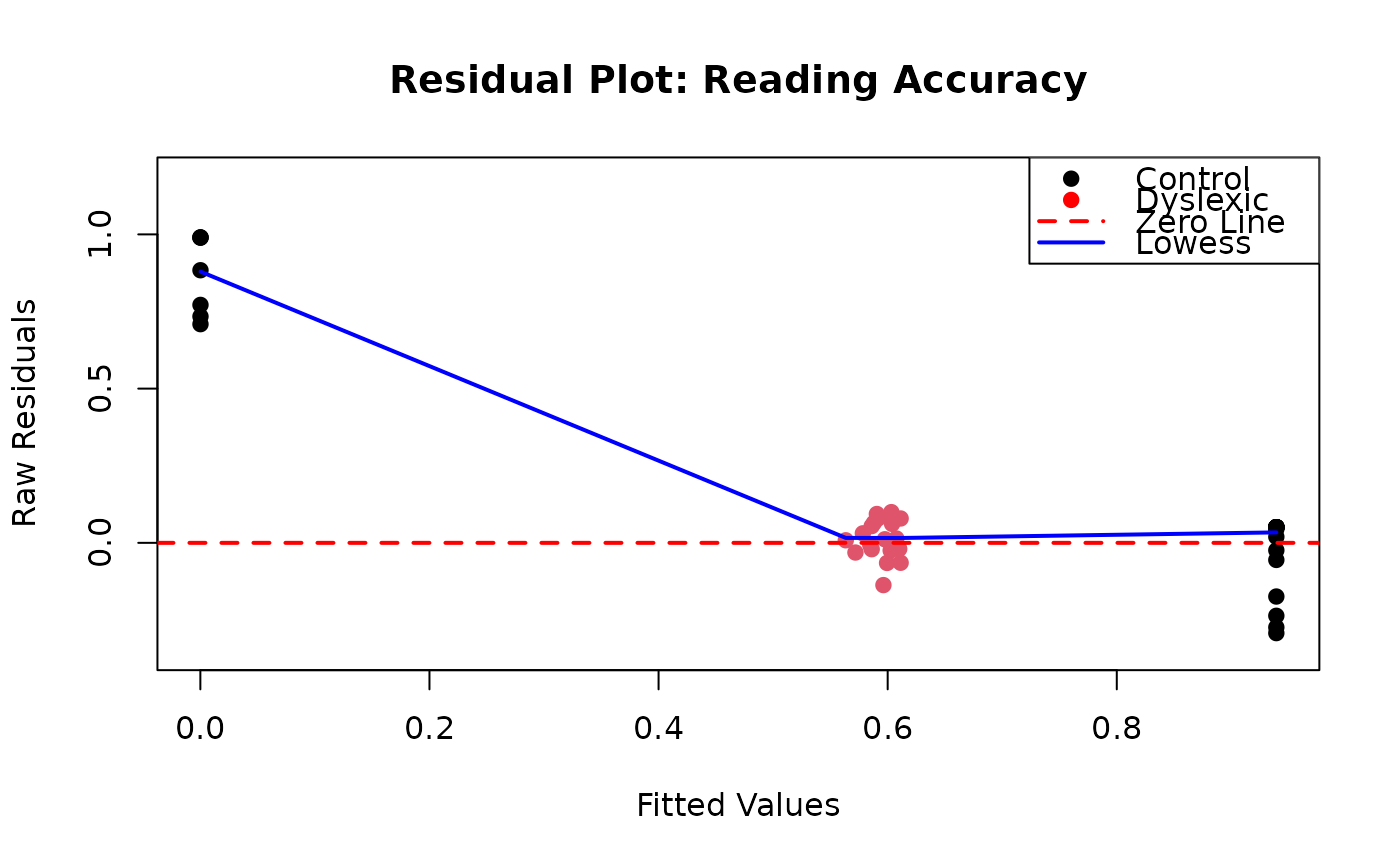 Residual Plot: Reading Accuracy
Control
Dyslexic
Zero Line
Lowess
Raw Residuals
1.0
0.5
0.0
0.0 0.2 0.4 0.6 0.8
Fitted Values